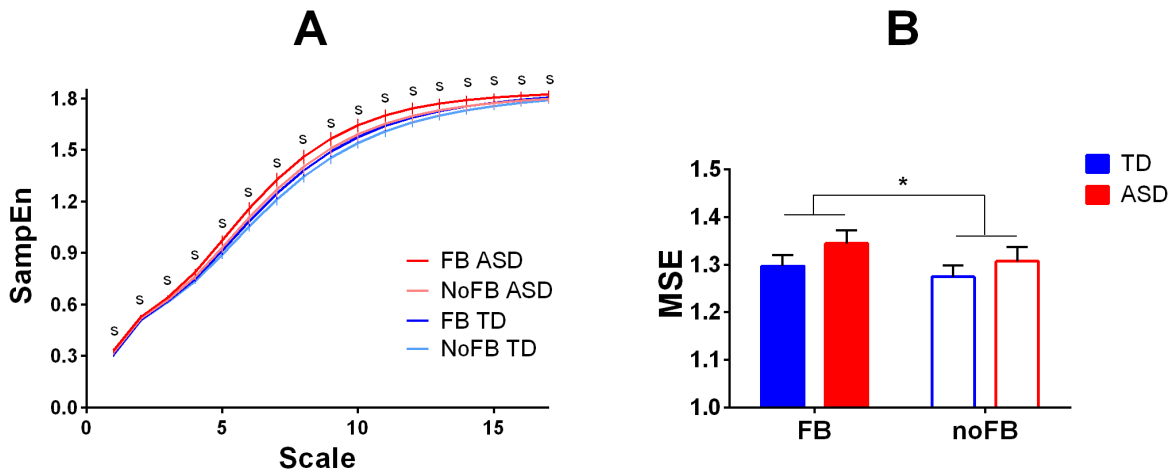 A
B
s s s s s s s s s s s s s s s s s
1.8
1.5
1.2
0.9
0.6
0.3
0.0
SampEn
0
5
10
15
Scale
FB ASD
NoFB ASD
FB TD
NoFB TD
1.5
1.4
1.3
1.2
1.1
1.0
MSE
*
FB
noFB
TD
ASD